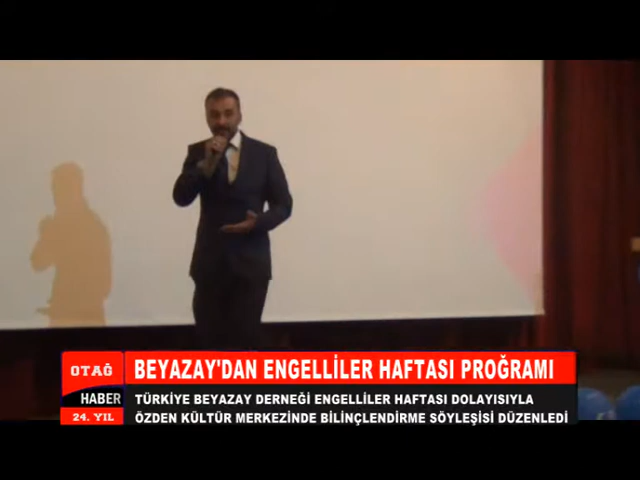 OTAĞ
HABER
24. YIL
BEYAZAY'DAN ENGELLİLER HAFTASI PROĞRAMI
TÜRKİYE BEYAZAY DERNEĞİ ENGELLİLER HAFTASI DOLAYISIYLA
ÖZDEN KÜLTÜR MERKEZİNDE BİLİNÇLENDİRME SÖYLEŞİSİ DÜZENLEDİ